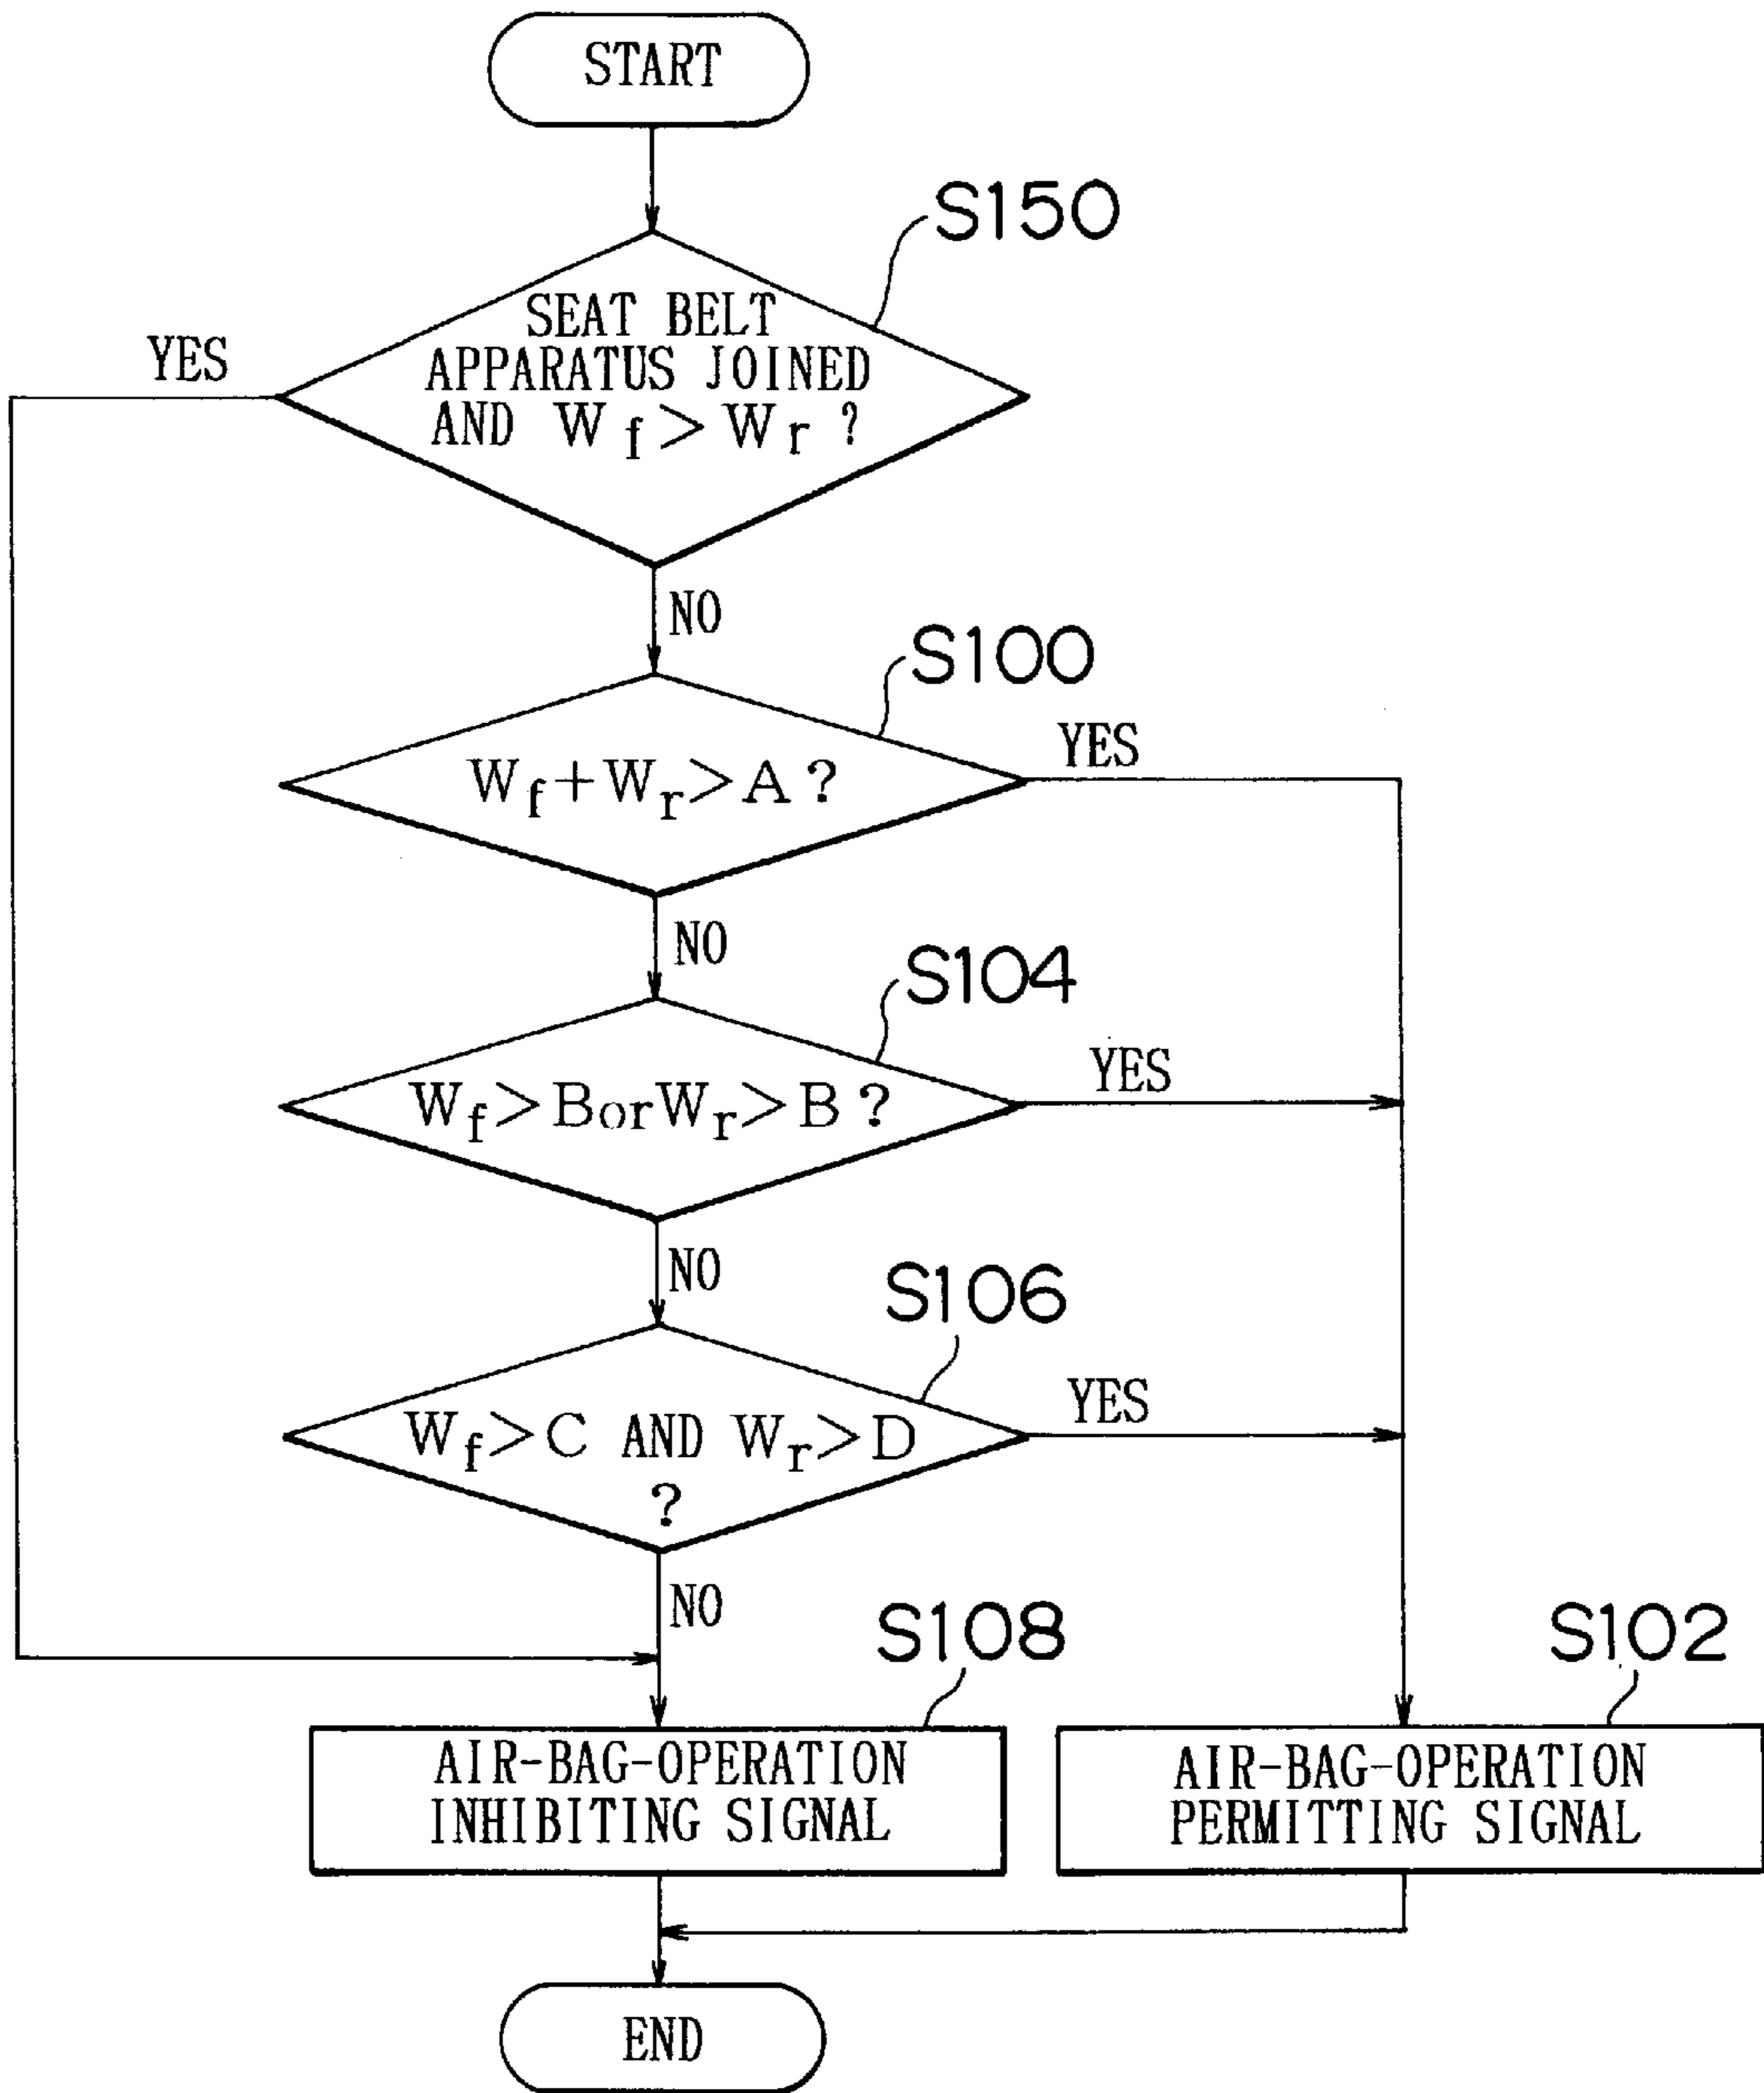 START
S150
SEAT BELT
APPARATUS JOINED
AND Wf>Wr ?
YES
NO
S100
Wf+Wr>A ?
YES
NO
S104
Wf>BorWr>B ?
YES
NO
S106
Wf>C AND Wr>D
?
YES
NO
S108
S102
AIR-BAG-OPERATION
INHIBITING SIGNAL
AIR-BAG-OPERATION
PERMITTING SIGNAL
END